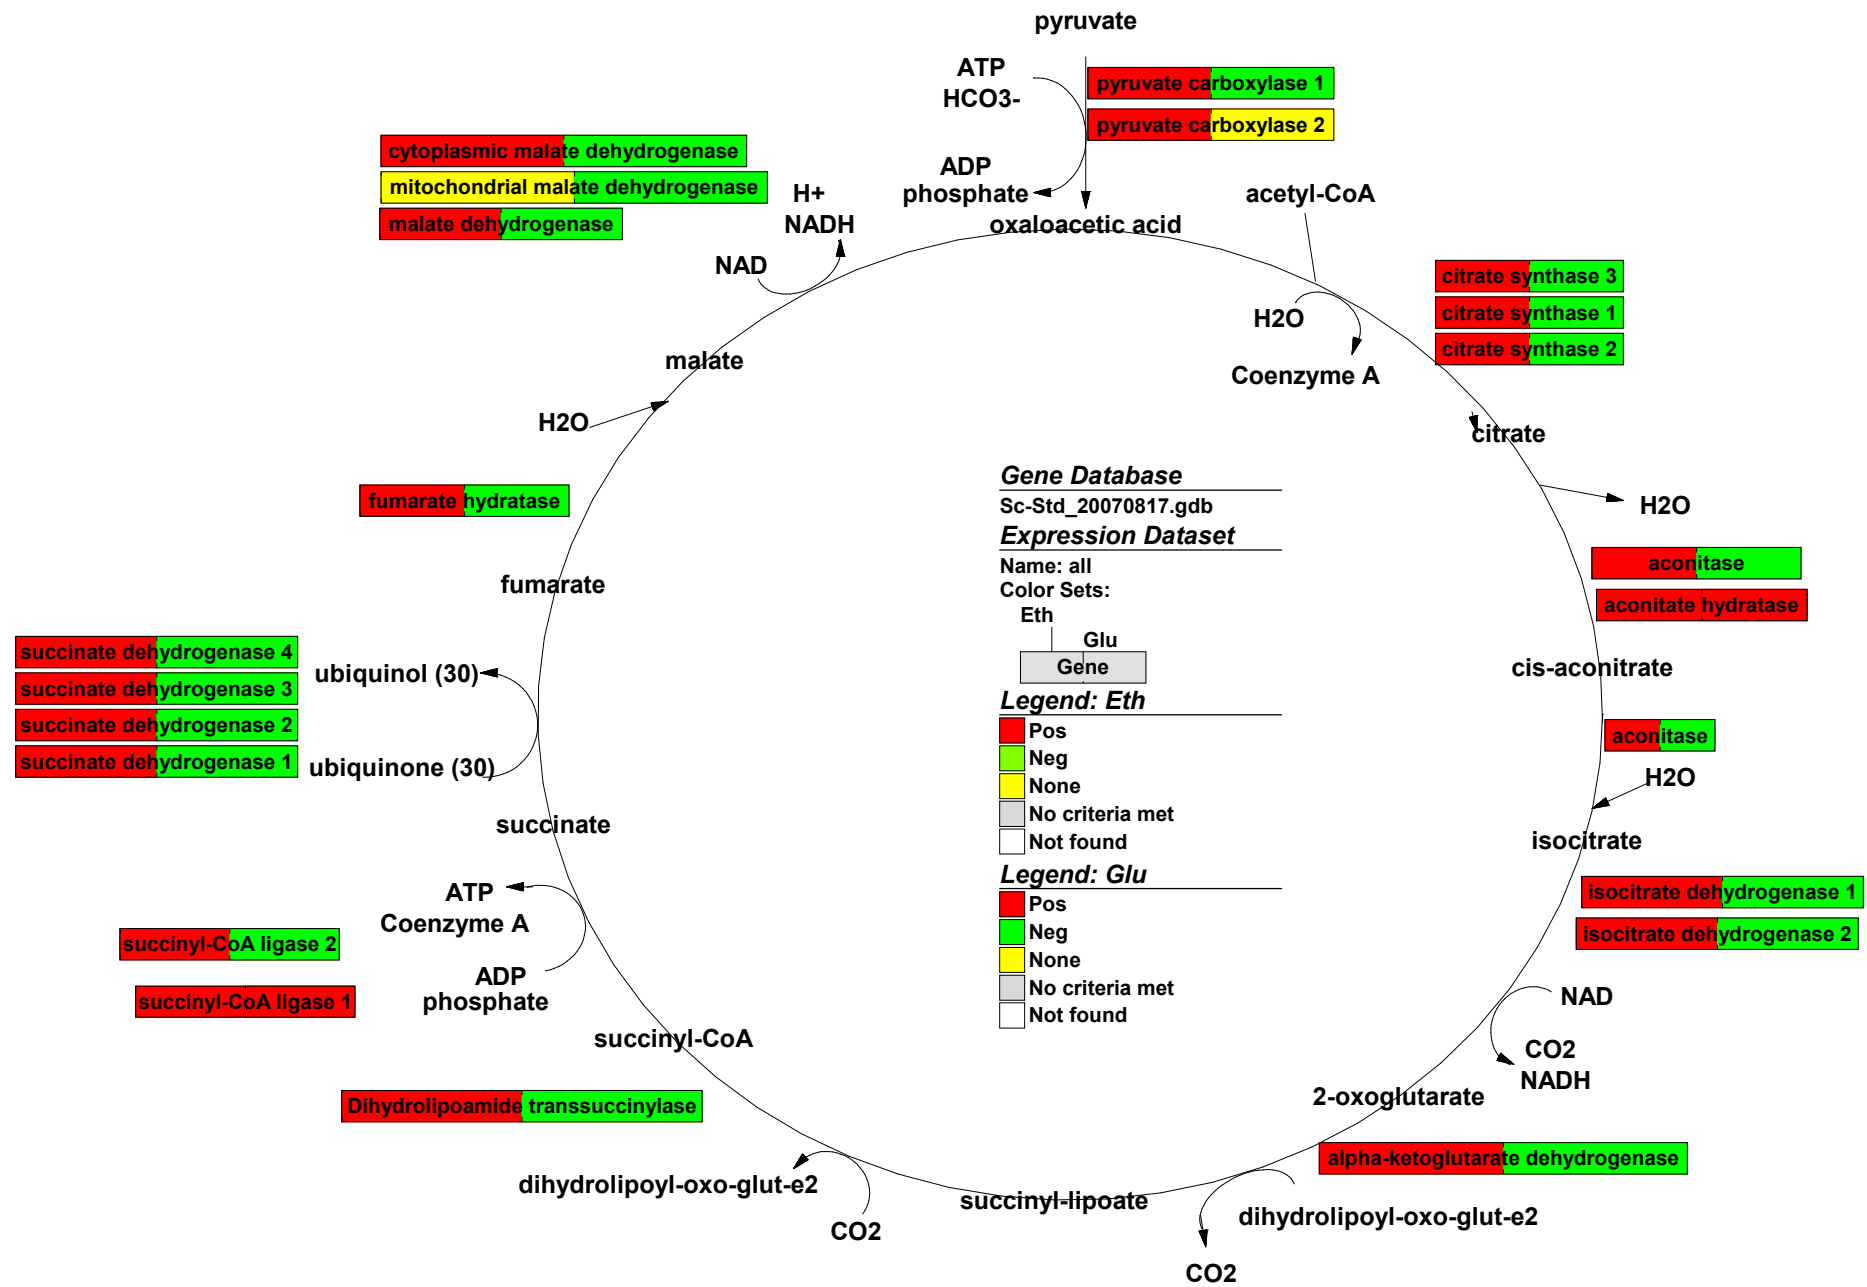 pyruvate
ATP
HCO3-
pyruvate carboxylase 1
pyruvate carboxylase 2
ADP
phosphate
oxaloacetic acid
cytoplasmic malate dehydrogenase
mitochondrial malate dehydrogenase
malate dehydrogenase
H+
NADH
NAD
acetyl-CoA
H2O
Coenzyme A
citrate synthase 3
citrate synthase 1
citrate synthase 2
malate
H2O
citrate
H2O
fumarate hydratase
aconitase
aconitate hydratase
fumarate
cis-aconitrate
succinate dehydrogenase 4
succinate dehydrogenase 3
succinate dehydrogenase 2
succinate dehydrogenase 1
ubiquinol (30)
ubiquinone (30)
aconitase
H2O
succinate
isocitrate
ATP
Coenzyme A
ADP
phosphate
isocitrate dehydrogenase 1
isocitrate dehydrogenase 2
succinyl-CoA ligase 2
succinyl-CoA ligase 1
NAD
CO2
NADH
succinyl-CoA
2-oxoglutarate
Dihydrolipoamide transsuccinylase
alpha-ketoglutarate dehydrogenase
dihydrolipoyl-oxo-glut-e2
CO2
succinyl-lipoate
dihydrolipoyl-oxo-glut-e2
CO2
Gene Database
Sc-Std_20070817.gdb
Expression Dataset
Name: all
Color Sets:
Eth
Glu
Gene
Legend: Eth
Pos
Neg
None
No criteria met
Not found
Legend: Glu
Pos
Neg
None
No criteria met
Not found